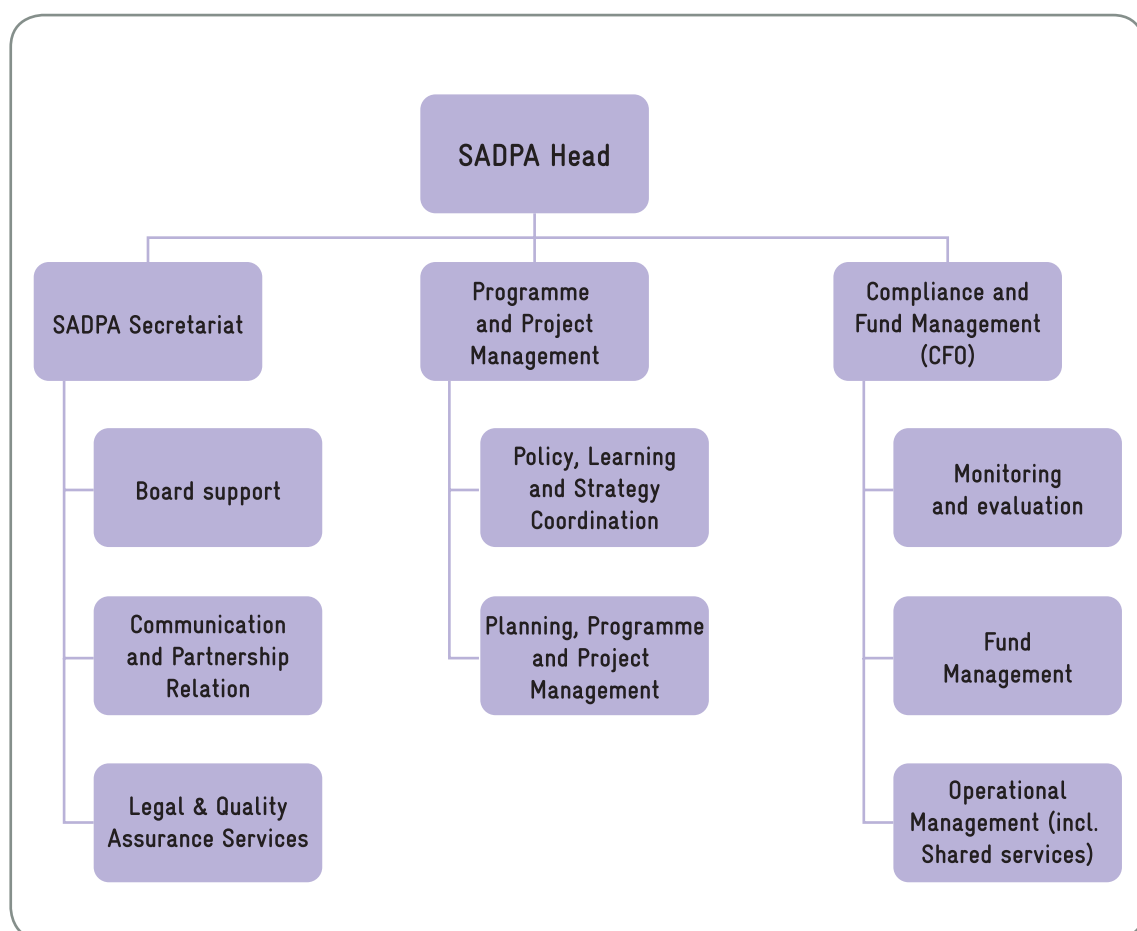 SADPA Head
SADPA Secretariat
Programme
and Project
Management
Compliance and
Fund Management
(CFO)
Board support
Communication
and Partnership
Relation
Legal & Quality
Assurance Services
Policy, Learning
and Strategy
Coordination
Planning, Programme
and Project
Management
Monitoring
and evaluation
Fund
Management
Operational
Management (incl.
Shared services)